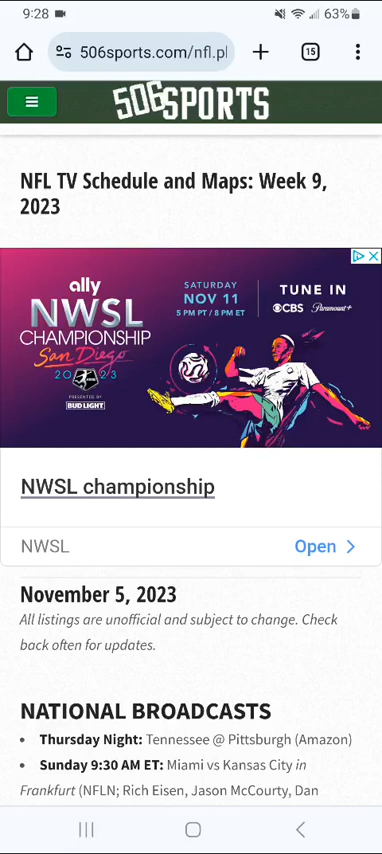 9:28
63%
506sports.com/nfl.pl
15
506SPORTS
NFL TV Schedule and Maps: Week 9,
2023
ally
NWSL
CHAMPIONSHIP
San Diego
2023
PRESENTED BY
BUD LIGHT
SATURDAY
NOV 11
5 PM PT / 8 PM ET
TUNE IN
CBS Paramount+
NWSL championship
NWSL
Open
November 5, 2023
All listings are unofficial and subject to change. Check
back often for updates.
NATIONAL BROADCASTS
• Thursday Night: Tennessee @ Pittsburgh (Amazon)
• Sunday 9:30 AM ET: Miami vs Kansas City in
Frankfurt (NFLN; Rich Eisen, Jason McCourty, Dan